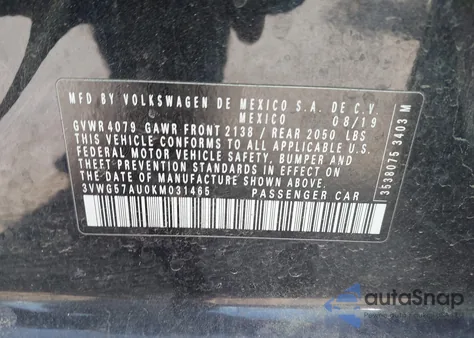 MFD. BY VOLKSWAGEN DE MEXICO S.A. DE C.V.
MEXICO 08/19
GVWR 4079 GAWR FRONT 2138 / REAR 2050 LBS
THIS VEHICLE CONFORMS TO ALL APPLICABLE U.S.
FEDERAL MOTOR VEHICLE SAFETY, BUMPER AND
THEFT PREVENTION STANDARDS IN EFFECT ON
THE DATE OF MANUFACTURE SHOWN ABOVE.
3VWG57AU0KM031465 PASSENGER CAR
3538075 3403 M
autoSnap